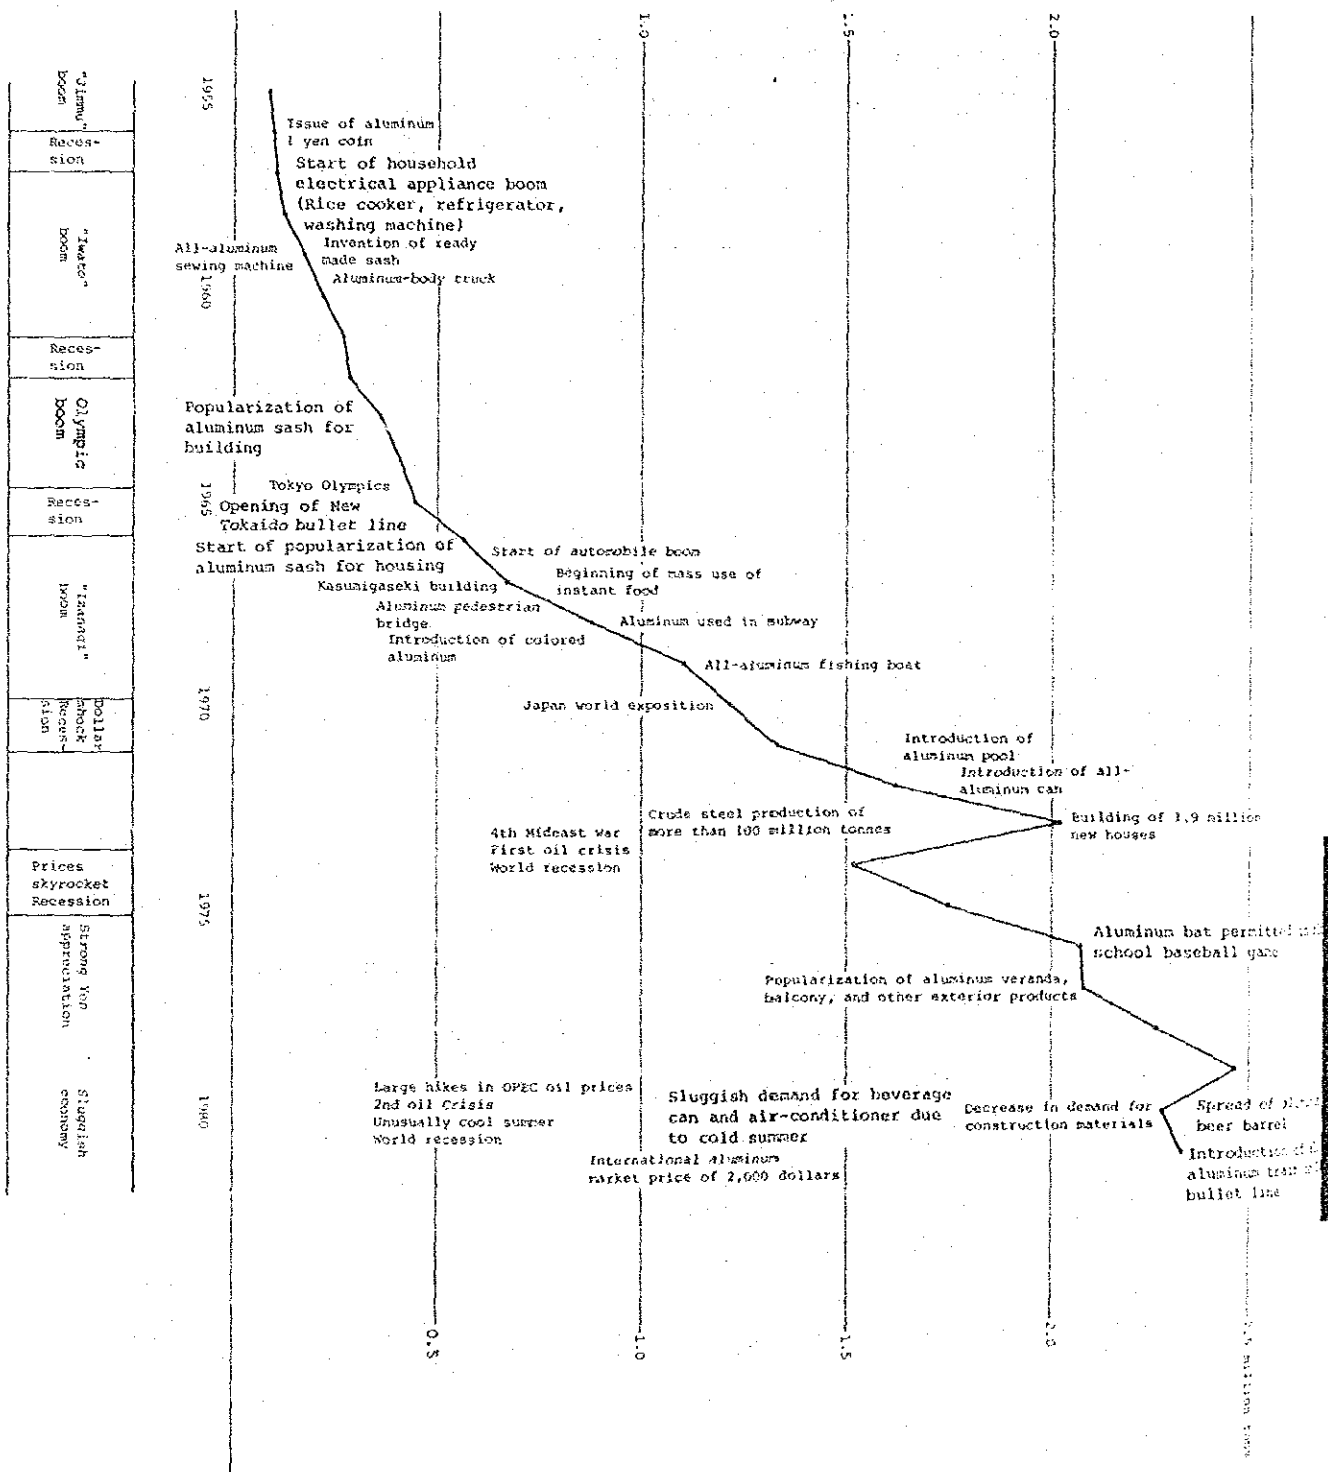 1.0
1.5
2.0
"Jimmu"
boom
Reces-
sion
"Iwato"
boom
Reces-
sion
Olympic
boom
Reces-
sion
"Izanagi"
boom
Dollar
shock
Reces-
sion
Prices
skyrocket
Recession
Strong Yen
appreciation
Sluggish
economy
1955
1960
1965
1970
1975
1980
Issue of aluminum
1 yen coin
Start of household
electrical appliance boom
(Rice cooker, refrigerator,
washing machine)
All-aluminum
sewing machine
Invention of ready
made sash
Aluminum-body truck
Popularization of
aluminum sash for
building
Tokyo Olympics
Opening of New
Tokaido bullet line
Start of popularization of
aluminum sash for housing
Start of automobile boom
Kasumigaseki building
Beginning of mass use of
instant food
Aluminum pedestrian
bridge
Aluminum used in subway
Introduction of colored
aluminum
All-aluminum fishing boat
Japan world exposition
Introduction of
aluminum pool
Introduction of all-
aluminum can
Crude steel production of
more than 100 million tonnes
Building of 1.9 million
new houses
4th Mideast war
First oil crisis
World recession
Aluminum bat permitted
school baseball game
Popularization of aluminum veranda,
balcony, and other exterior products
Large hikes in OPEC oil prices
2nd oil Crisis
Unusually cool summer
World recession
Sluggish demand for beverage
can and air-conditioner due
to cold summer
Decrease in demand for
construction materials
Spread of
beer barrel
International Aluminum
market price of 2,000 dollars
Introduction
aluminum
bullet line
0.5
1.0
1.5
2.0
million